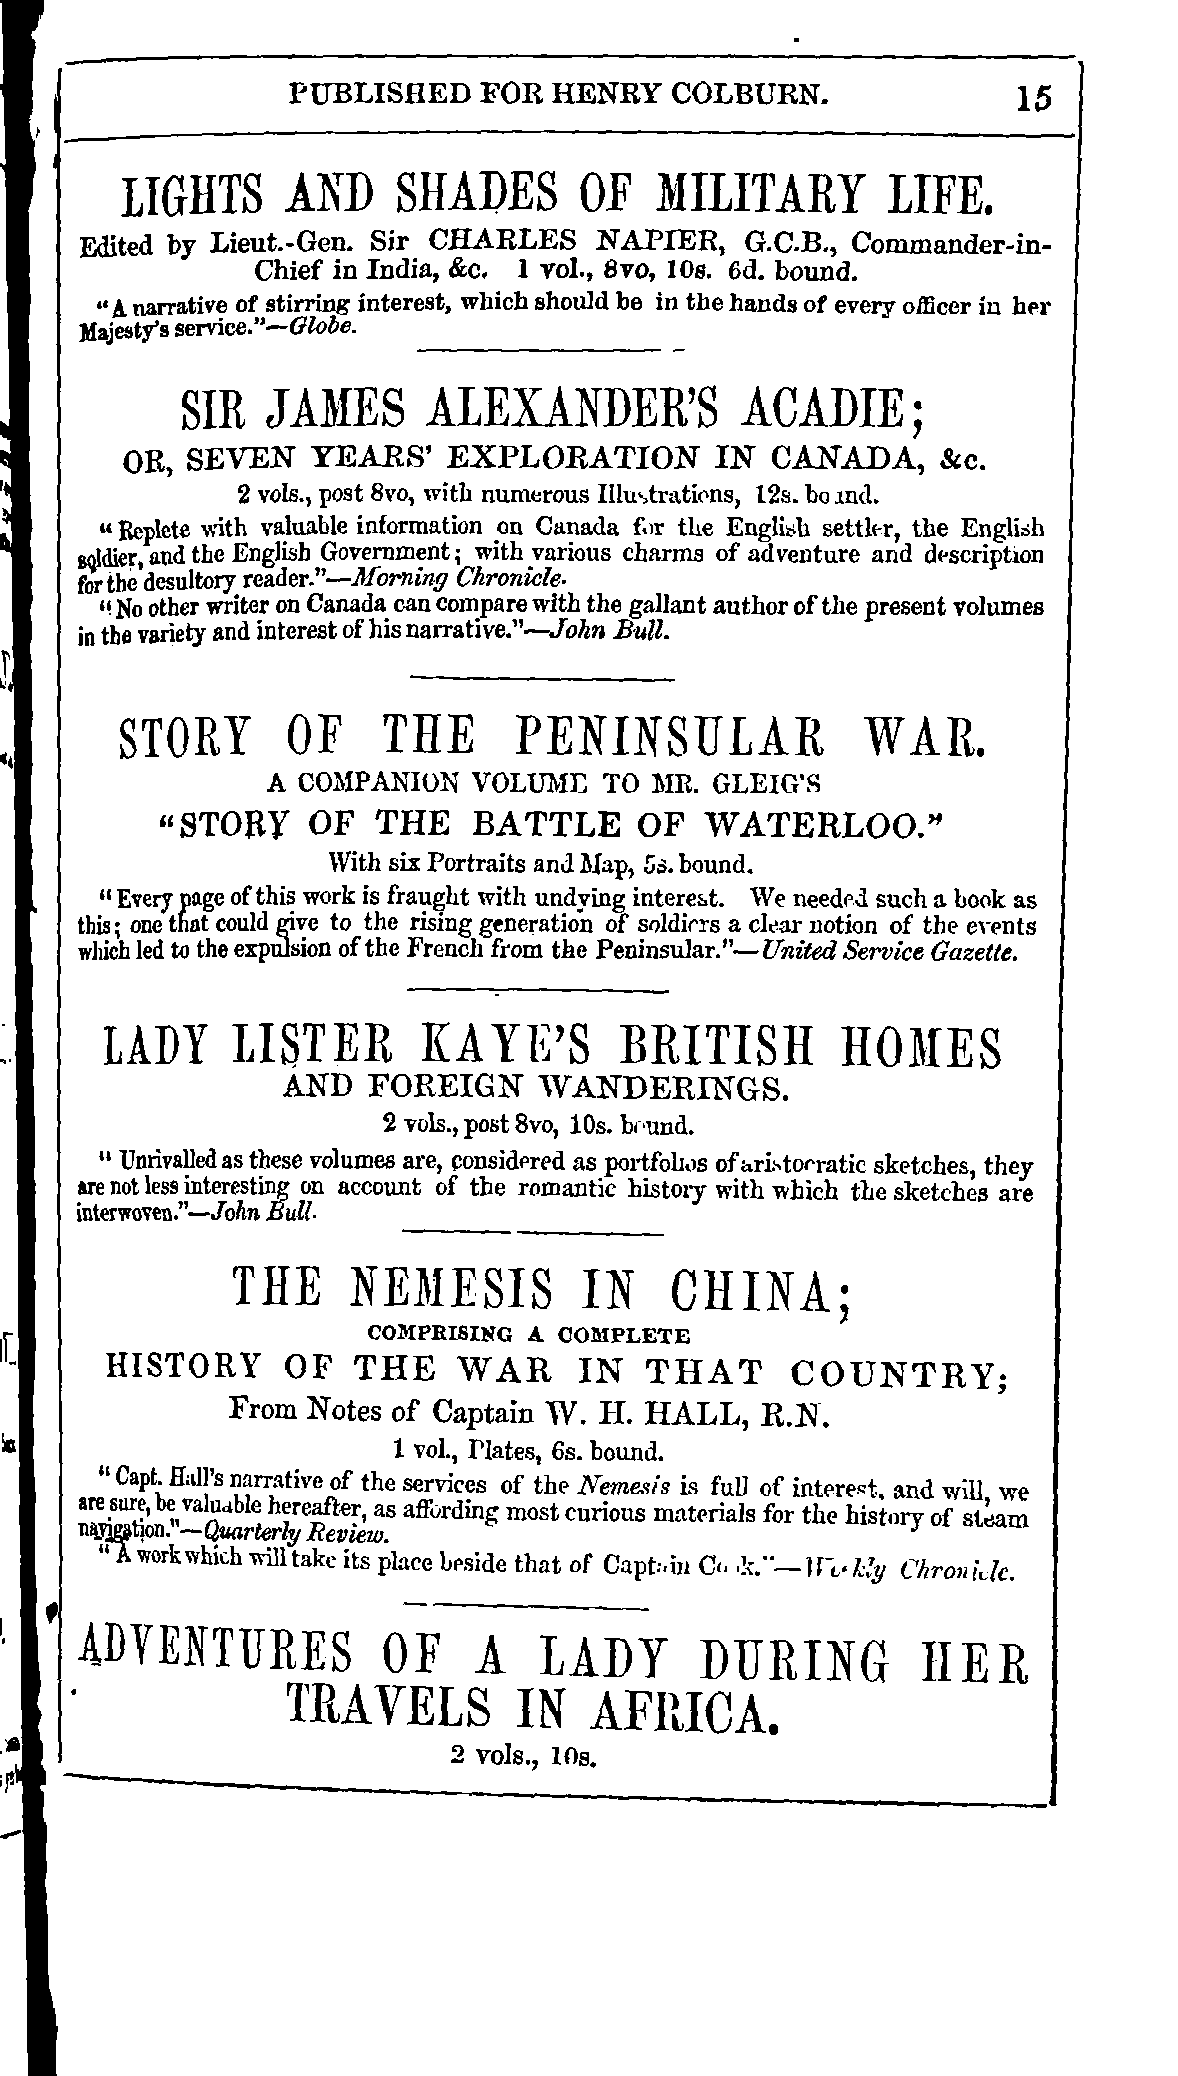 PUBLISHED FOR HENRY COLBURN. 15
LIGHTS AND SHADES OF MILITARY LIFE.
Edited by Lieut.-Gen. Sir CHARLES NAPIER, G.C.B., Commander-in-
Chief in India, &c. 1 vol., 8vo, 10s. 6d. bound.
"A narrative of stirring interest, which should be in the hands of every officer in her
Majesty's service."—Globe.
SIR JAMES ALEXANDER'S ACADIE;
OR, SEVEN YEARS' EXPLORATION IN CANADA, &c.
2 vols., post 8vo, with numerous Illustrations, 12s. bound.
"Replete with valuable information on Canada for the English settler, the English
soldier, and the English Government; with various charms of adventure and description
for the desultory reader."—Morning Chronicle.
"No other writer on Canada can compare with the gallant author of the present volumes
in the variety and interest of his narrative."—John Bull.
STORY OF THE PENINSULAR WAR.
A COMPANION VOLUME TO MR. GLEIG'S
"STORY OF THE BATTLE OF WATERLOO."
With six Portraits and Map, 5s. bound.
"Every page of this work is fraught with undying interest. We needed such a book as
this; one that could give to the rising generation of soldiers a clear notion of the events
which led to the expulsion of the French from the Peninsular."—United Service Gazette.
LADY LISTER KAYE'S BRITISH HOMES
AND FOREIGN WANDERINGS.
2 vols., post 8vo, 10s. bound.
"Unrivalled as these volumes are, considered as portfolios of aristocratic sketches, they
are not less interesting on account of the romantic history with which the sketches are
interwoven."—John Bull.
THE NEMESIS IN CHINA;
COMPRISING A COMPLETE
HISTORY OF THE WAR IN THAT COUNTRY;
From Notes of Captain W. H. HALL, R.N.
1 vol., Plates, 6s. bound.
"Capt. Hall's narrative of the services of the Nemesis is full of interest, and will, we
are sure, be valuable hereafter, as affording most curious materials for the history of steam
navigation."—Quarterly Review.
"A work which will take its place beside that of Captain Cook."—Weekly Chronicle.
ADVENTURES OF A LADY DURING HER
TRAVELS IN AFRICA.
2 vols., 10s.